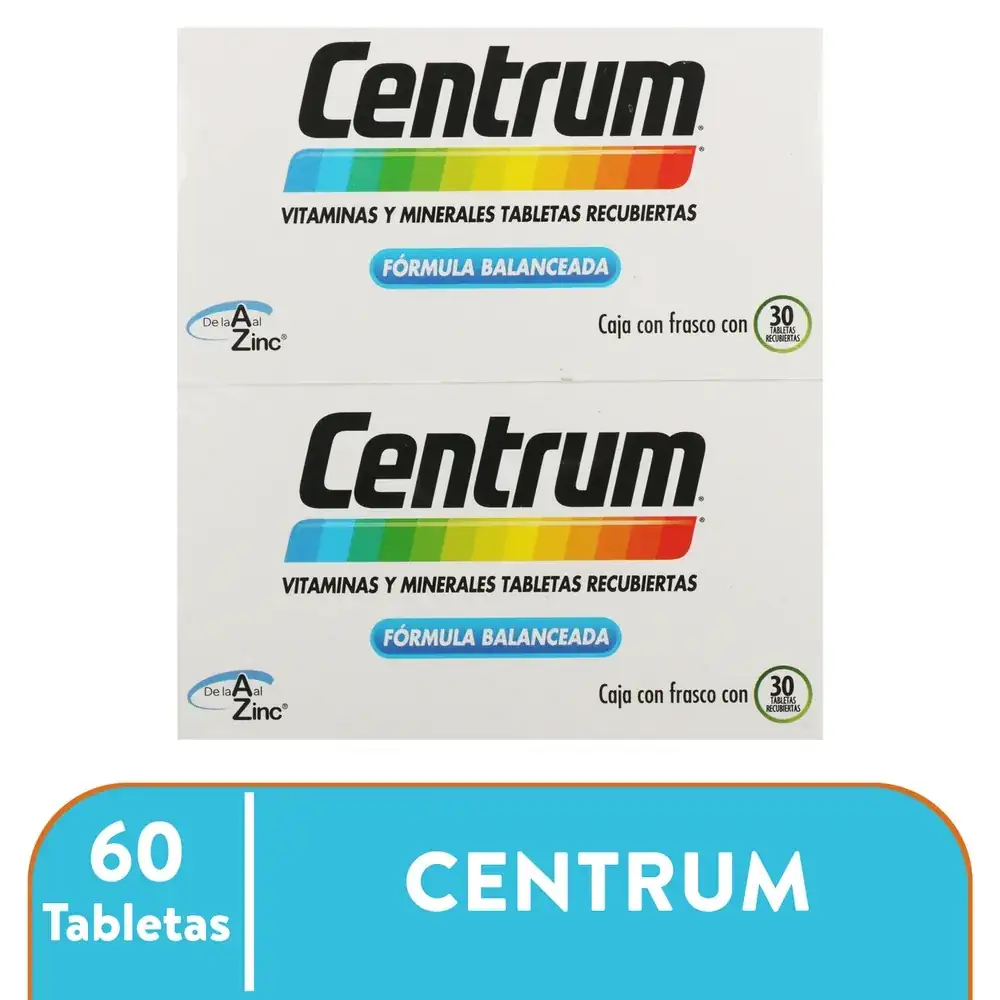 Centrum®
®
VITAMINAS Y MINERALES TABLETAS RECUBIERTAS
FÓRMULA BALANCEADA
De la A al
Zinc®
Caja con frasco con
30
TABLETAS
RECUBIERTAS
Centrum®
®
VITAMINAS Y MINERALES TABLETAS RECUBIERTAS
FÓRMULA BALANCEADA
De la A al
Zinc®
Caja con frasco con
30
TABLETAS
RECUBIERTAS
60
Tabletas
CENTRUM